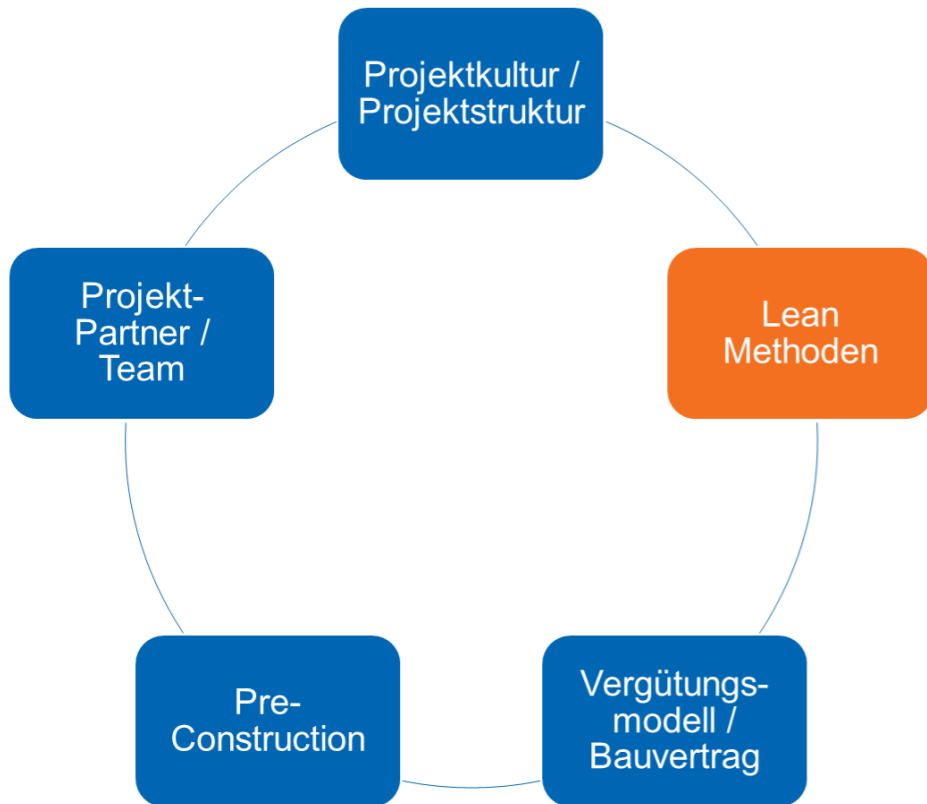 Projektkultur /
Projektstruktur
Lean
Methoden
Vergütungs-
modell /
Bauvertrag
Pre-
Construction
Projekt-
Partner /
Team